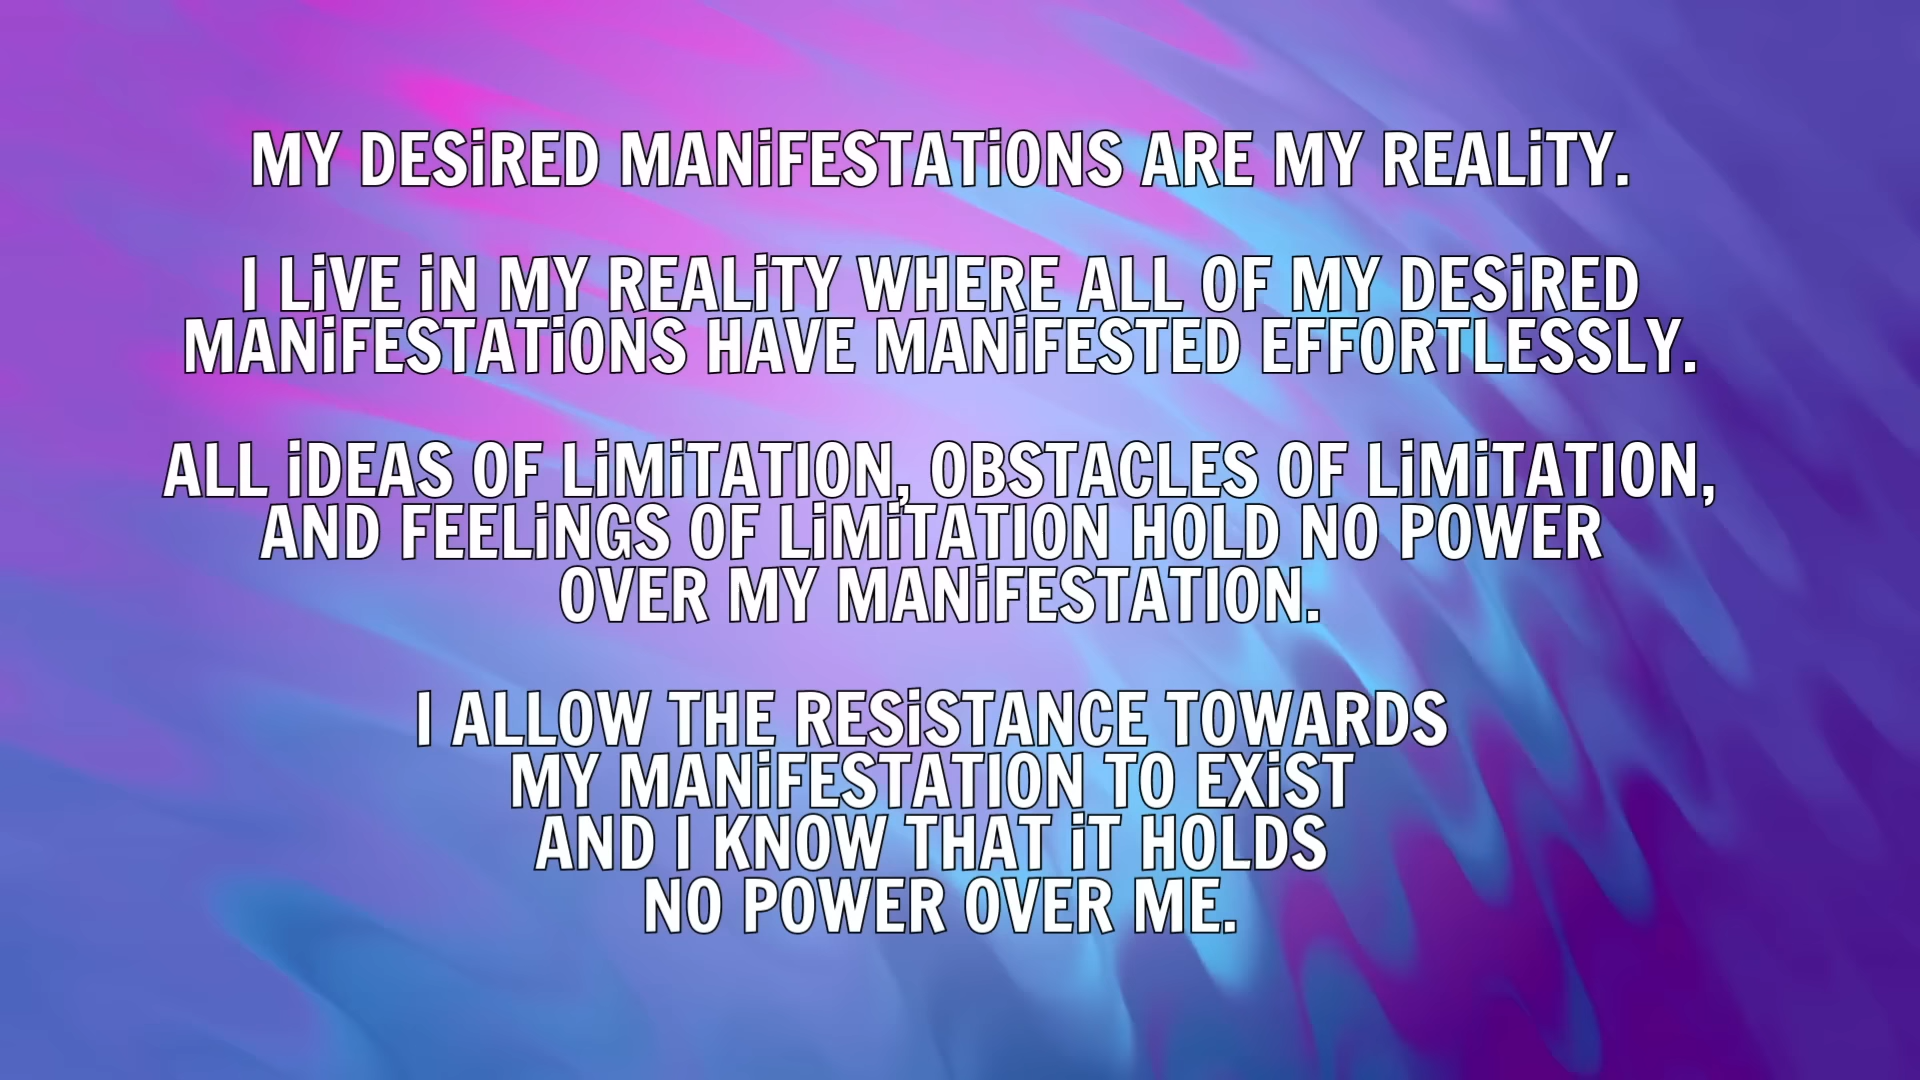 MY DESiRED MANiFESTATiONS ARE MY REALiTY.
I LiVE iN MY REALiTY WHERE ALL OF MY DESiRED
MANiFESTATiONS HAVE MANiFESTED EFFORTLESSLY.
ALL iDEAS OF LiMiTATION, OBSTACLES OF LiMiTATION,
AND FEELiNGS OF LiMiTATION HOLD NO POWER
OVER MY MANiFESTATION.
I ALLOW THE RESiSTANCE TOWARDS
MY MANiFESTATION TO EXiST
AND I KNOW THAT iT HOLDS
NO POWER OVER ME.